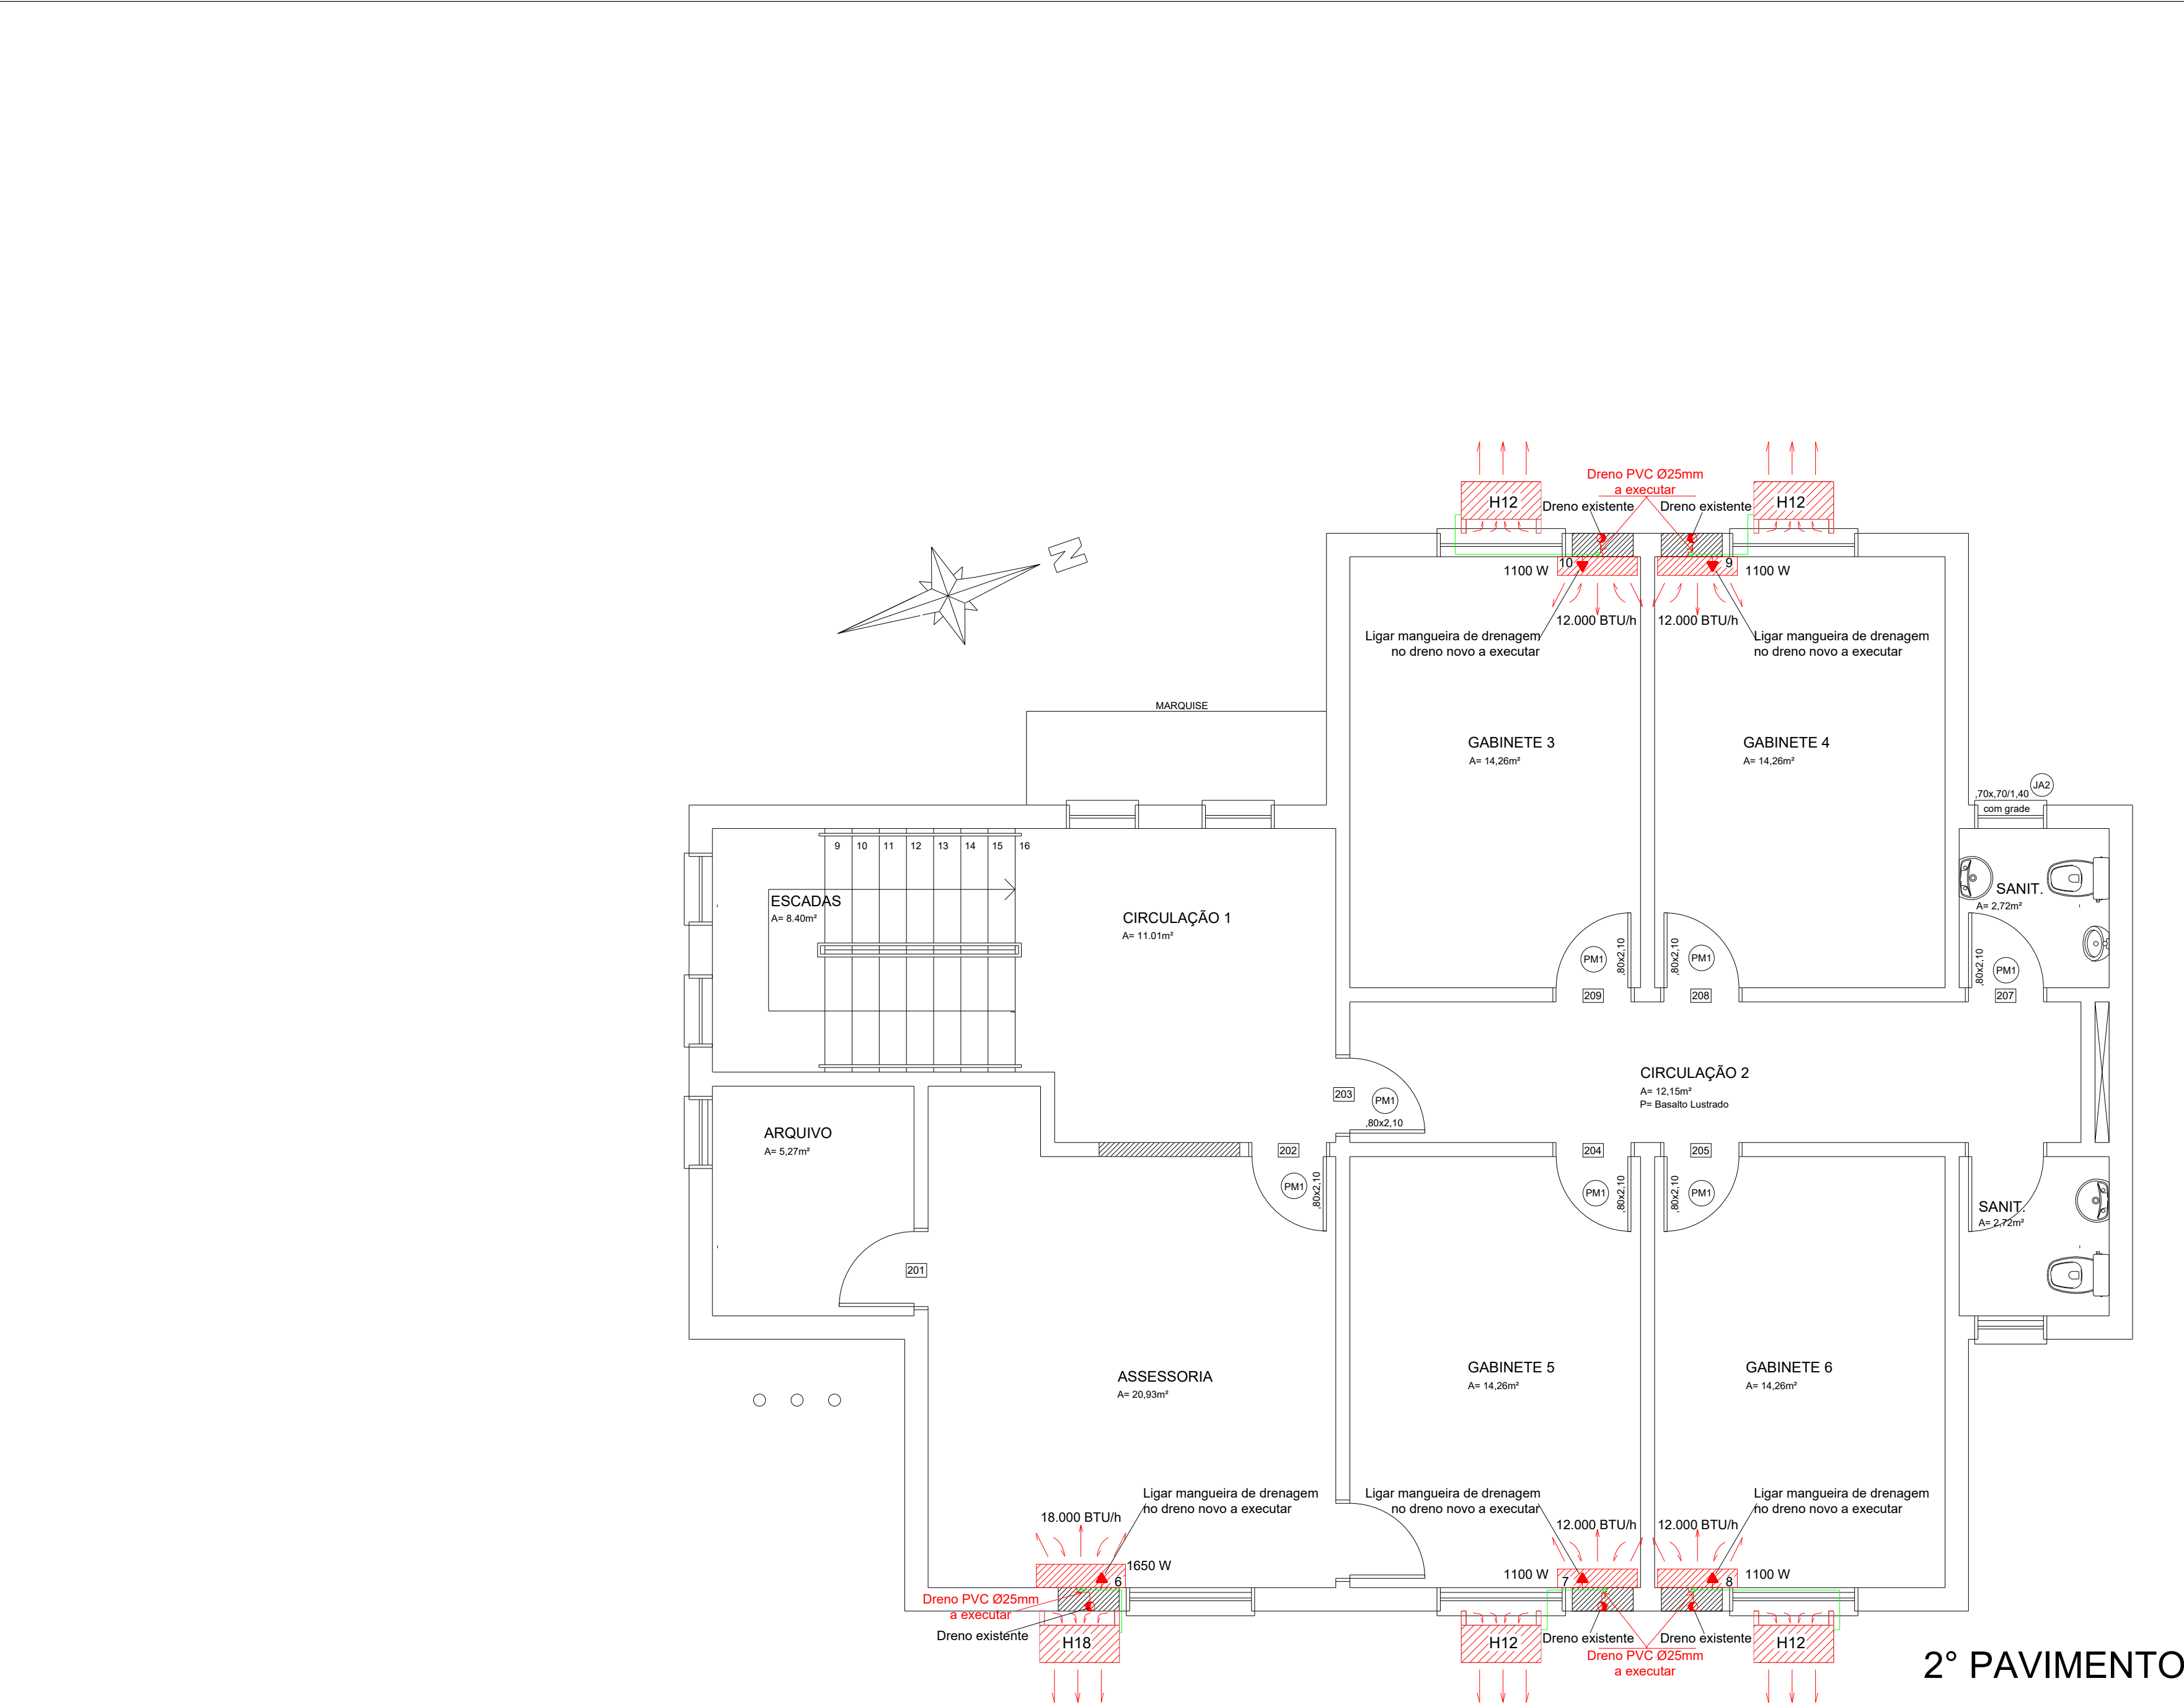 Dreno PVC Ø25mm
a executar
H12
Dreno existente
Dreno existente
H12
N
10
9
1100 W
1100 W
12.000 BTU/h
12.000 BTU/h
Ligar mangueira de drenagem
no dreno novo a executar
Ligar mangueira de drenagem
no dreno novo a executar
MARQUISE
GABINETE 3
A= 14,26m²
GABINETE 4
A= 14,26m²
JA2
,70x,70/1,40
com grade
9
10
11
12
13
14
15
16
ESCADAS
A= 8.40m²
CIRCULAÇÃO 1
A= 11.01m²
SANIT.
A= 2,72m²
PM1
,80x2,10
PM1
,80x2,10
PM1
,80x2,10
209
208
207
CIRCULAÇÃO 2
A= 12,15m²
P= Basalto Lustrado
203
PM1
,80x2,10
ARQUIVO
A= 5,27m²
202
204
205
PM1
,80x2,10
PM1
,80x2,10
PM1
,80x2,10
SANIT.
A= 2,72m²
201
ASSESSORIA
A= 20,93m²
GABINETE 5
A= 14,26m²
GABINETE 6
A= 14,26m²
Ligar mangueira de drenagem
no dreno novo a executar
Ligar mangueira de drenagem
no dreno novo a executar
Ligar mangueira de drenagem
no dreno novo a executar
18.000 BTU/h
12.000 BTU/h
12.000 BTU/h
1650 W
1100 W
1100 W
6
7
8
Dreno PVC Ø25mm
a executar
Dreno existente
H18
H12
Dreno existente
Dreno existente
H12
Dreno PVC Ø25mm
a executar
2° PAVIMENTO